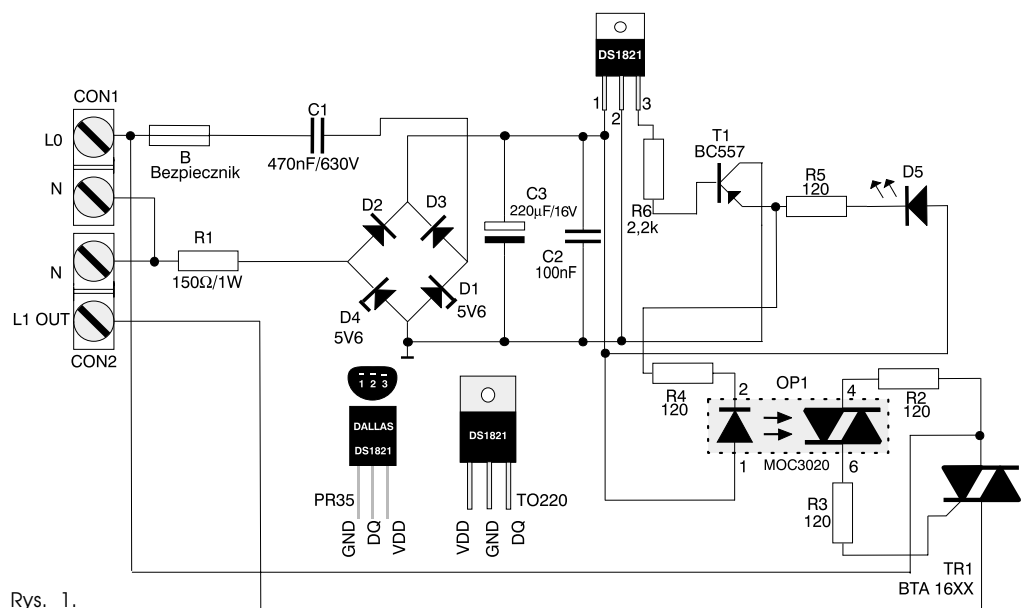 CON1
L0
B
Bezpiecznik
C1
470nF/630V
N
N
L1 OUT
CON2
R1
150Ω/1W
D2
D3
D4
5V6
D1
5V6
C3
220µF/16V
C2
100nF
DS1821
1
2
3
R6
2,2k
T1
BC557
R5
120
D5
R4
120
OP1
2
1
4
6
MOC3020
R2
120
R3
120
TR1
BTA 16XX
1 2 3
DALLAS
DS1821
PR35
GND
DQ
VDD
DS1821
TO220
VDD
GND
DQ
Rys. 1.